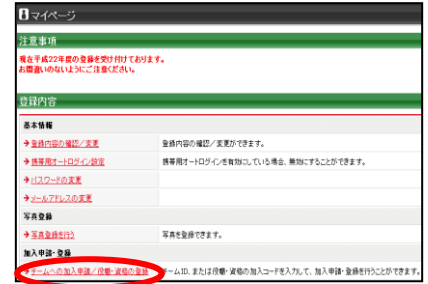 マイページ
注意事項
現在平成22年度の登録を受け付けております。
お間違いのないようにご注意ください。
登録内容
基本情報
➔登録内容の確認／変更 登録内容の確認／変更ができます。
➔携帯用オートログイン設定 携帯用オートログインを有効にしている場合、無効にすることができます。
➔パスワードの変更
➔メールアドレスの変更
写真登録
➔写真登録を行う 写真を登録できます。
加入申請・登録
➔チームへの加入申請／役職・資格の登録 チームID、または役職・資格の加入コードを入力して、加入申請・登録を行うことができます。